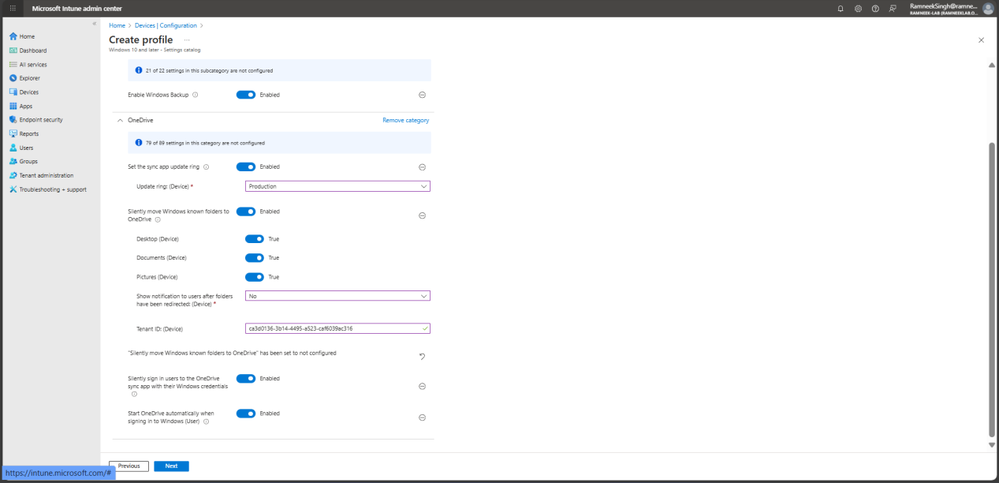 Microsoft Intune admin center
RamneekSingh@ramne...
RAMNEEK-LAB (RAMNEEKLAB.O...
Home
Dashboard
All services
Explorer
Devices
Apps
Endpoint security
Reports
Users
Groups
Tenant administration
Troubleshooting + support
Home > Devices | Configuration >
Create profile ...
Windows 10 and later - Settings catalog
21 of 22 settings in this subcategory are not configured
Enable Windows Backup Enabled
OneDrive Remove category
79 of 89 settings in this category are not configured
Set the sync app update ring Enabled
Update ring: (Device) * Production
Silently move Windows known folders to
OneDrive
Enabled
Desktop (Device) True
Documents (Device) True
Pictures (Device) True
Show notification to users after folders
have been redirected: (Device) *
No
Tenant ID: (Device) ca3d0136-3b14-4495-a523-caf6039ac316
"Silently move Windows known folders to OneDrive" has been set to not configured
Silently sign in users to the OneDrive
sync app with their Windows credentials
Enabled
Start OneDrive automatically when
signing in to Windows (User)
Enabled
Previous Next
https://intune.microsoft.com/#